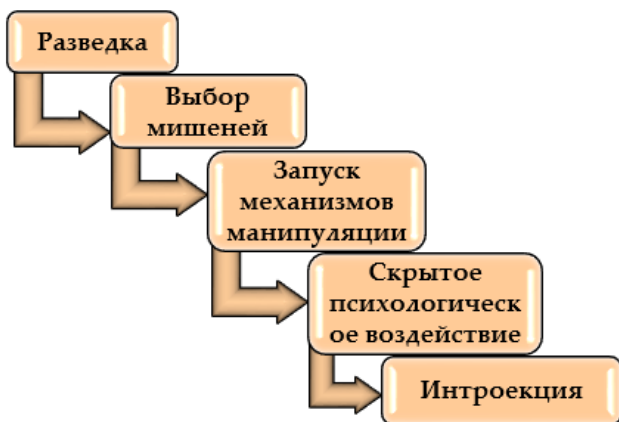 Разведка
Выбор
мишеней
Запуск
механизмов
манипуляции
Скрытое
психологическ
ое воздействие
Интроекция